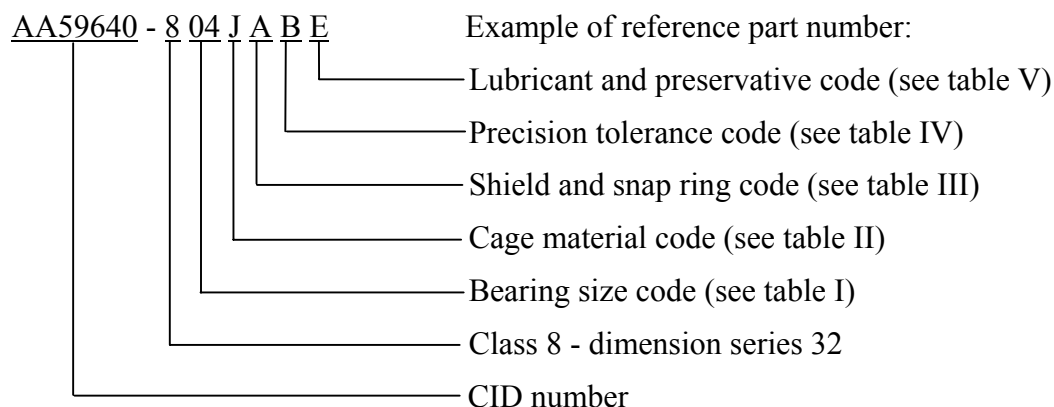 AA59640 - 8 04 J A B E Example of reference part number:
Lubricant and preservative code (see table V)
Precision tolerance code (see table IV)
Shield and snap ring code (see table III)
Cage material code (see table II)
Bearing size code (see table I)
Class 8 - dimension series 32
CID number